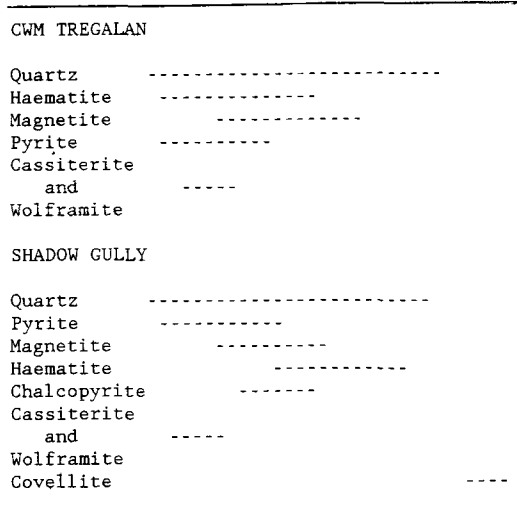 CWM TREGALAN
Quartz --------------------------
Haematite --------------
Magnetite -------------
Pyrite ----------
Cassiterite
and -----
Wolframite
SHADOW GULLY
Quartz -------------------------
Pyrite -----------
Magnetite ----------
Haematite ------------
Chalcopyrite -------
Cassiterite
and -----
Wolframite
Covellite ----